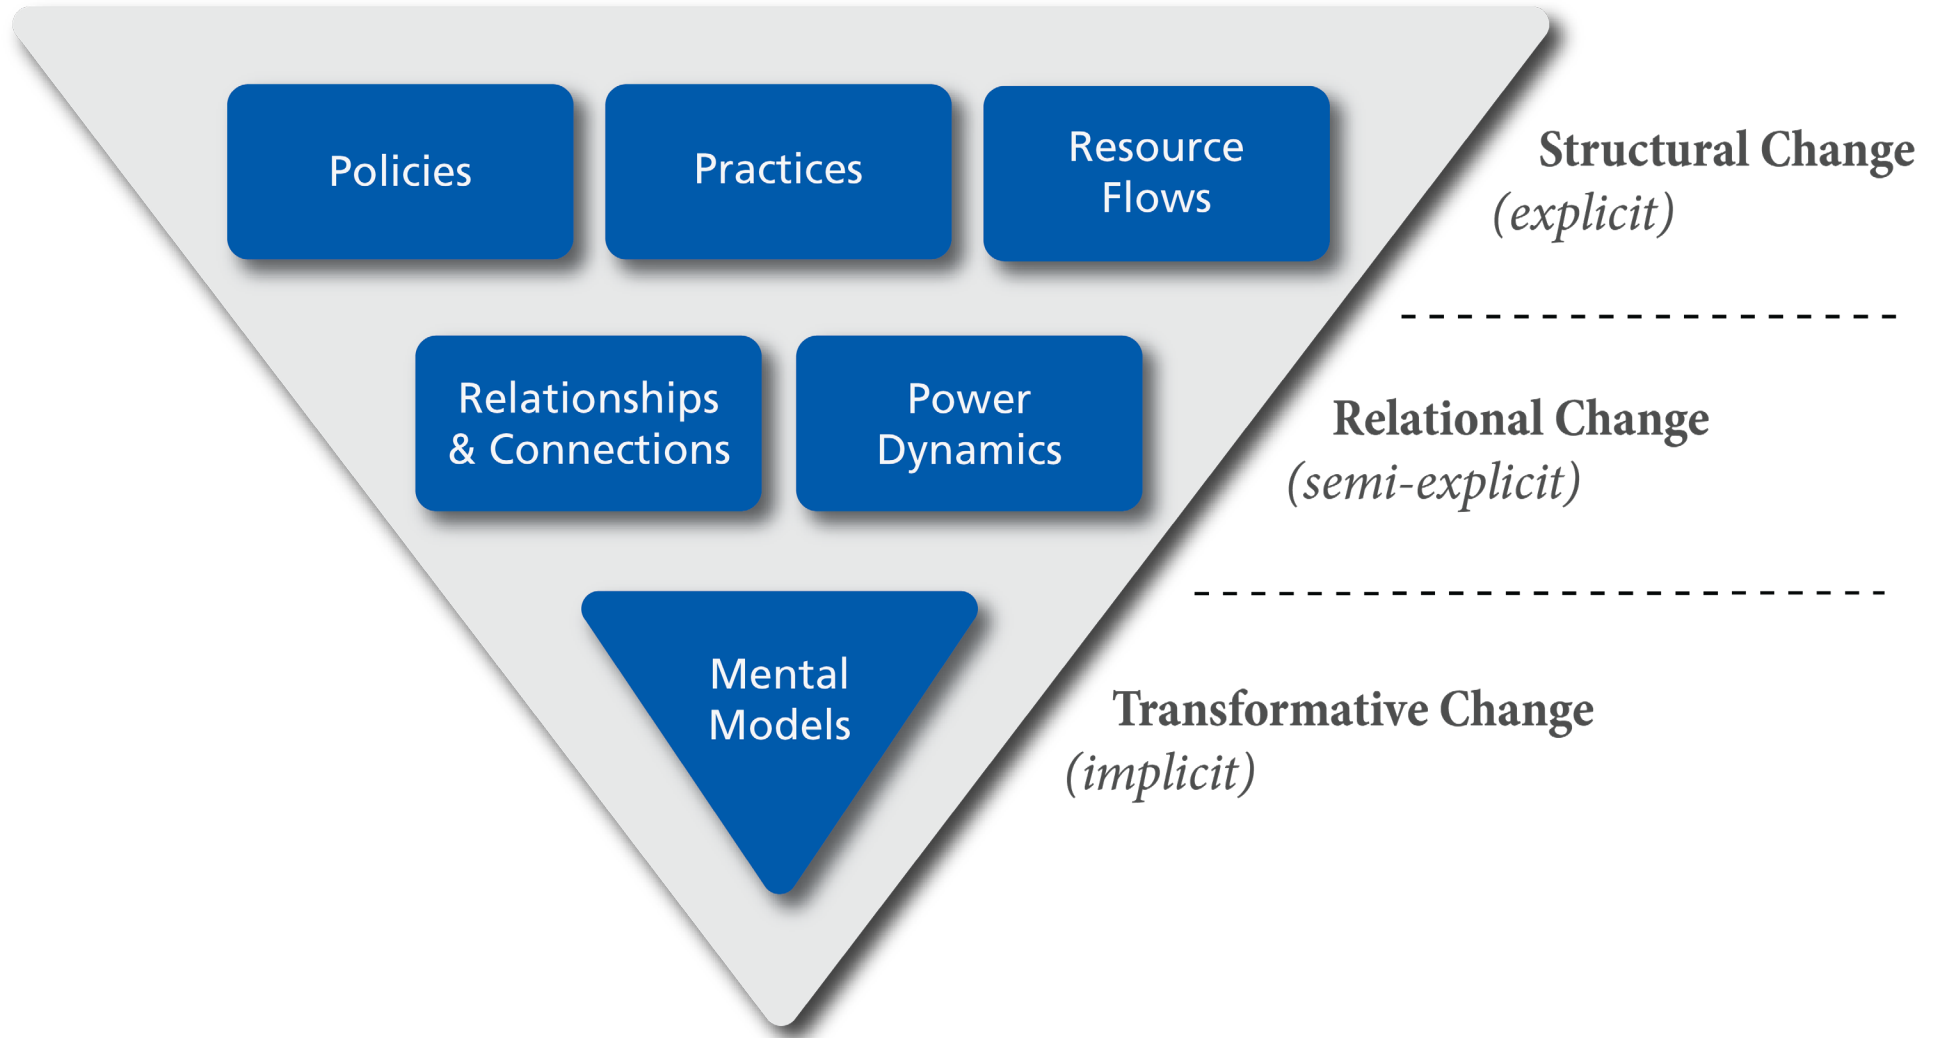 Policies
Practices
Resource
Flows
Structural Change
(explicit)
Relationships
& Connections
Power
Dynamics
Relational Change
(semi-explicit)
Mental
Models
Transformative Change
(implicit)